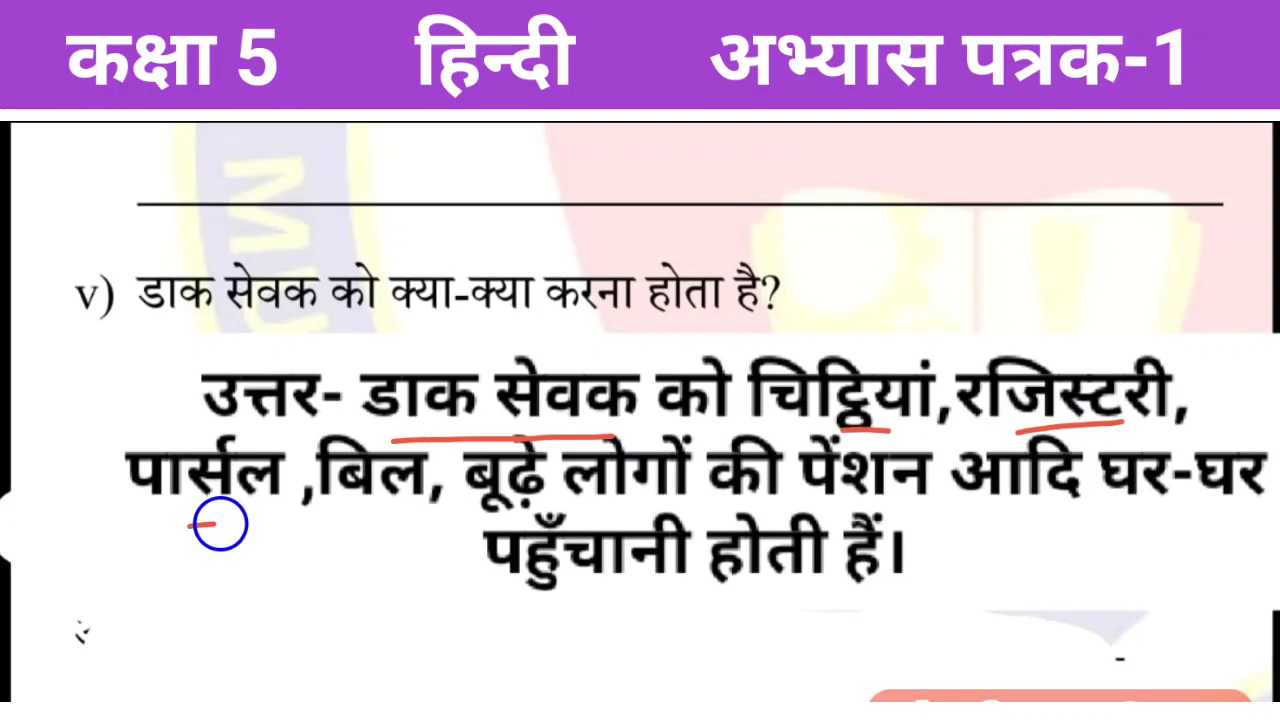 कक्षा 5 हिन्दी अभ्यास पत्रक-1
MU
v) डाक सेवक को क्या-क्या करना होता है?
उत्तर- डाक सेवक को चिट्ठियां,रजिस्टरी,
पार्सल ,बिल, बूढ़े लोगों की पेंशन आदि घर-घर
पहुँचानी होती हैं।